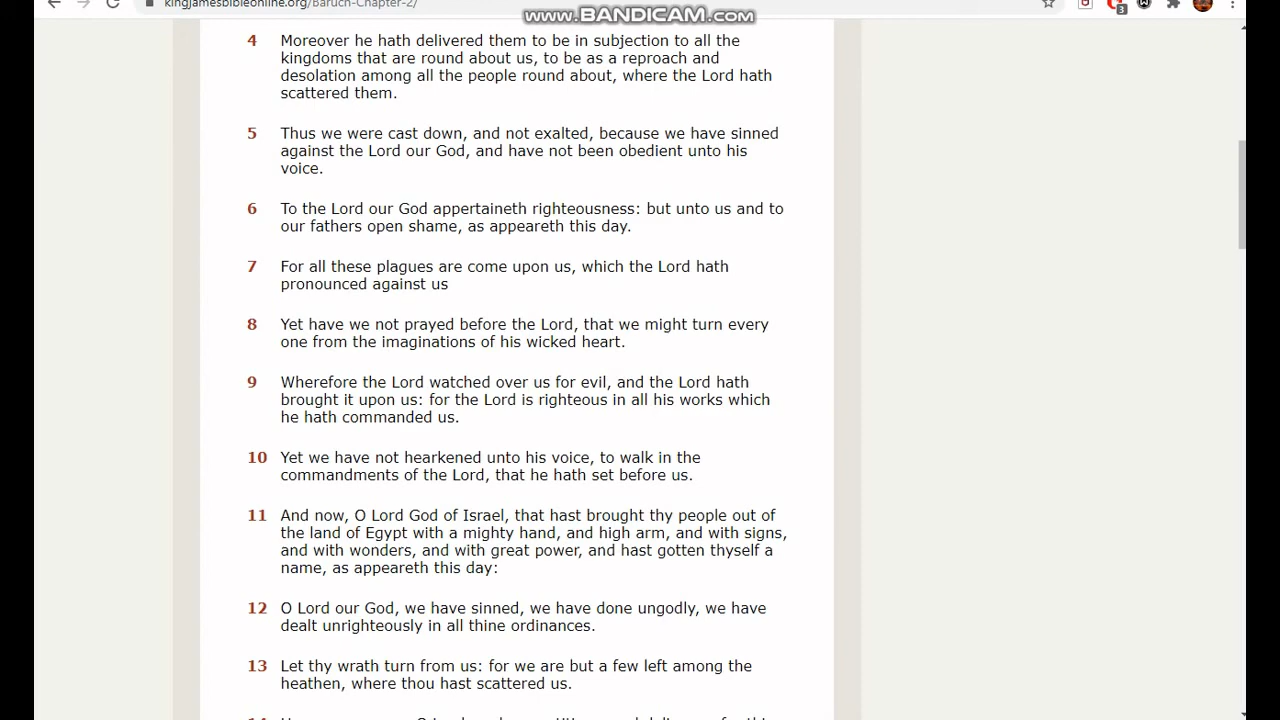 kingjamesbibleonline.org/Baruch-Chapter-2/
www.BANDICAM.com
3
4 Moreover he hath delivered them to be in subjection to all the
kingdoms that are round about us, to be as a reproach and
desolation among all the people round about, where the Lord hath
scattered them.
5 Thus we were cast down, and not exalted, because we have sinned
against the Lord our God, and have not been obedient unto his
voice.
6 To the Lord our God appertaineth righteousness: but unto us and to
our fathers open shame, as appeareth this day.
7 For all these plagues are come upon us, which the Lord hath
pronounced against us
8 Yet have we not prayed before the Lord, that we might turn every
one from the imaginations of his wicked heart.
9 Wherefore the Lord watched over us for evil, and the Lord hath
brought it upon us: for the Lord is righteous in all his works which
he hath commanded us.
10 Yet we have not hearkened unto his voice, to walk in the
commandments of the Lord, that he hath set before us.
11 And now, O Lord God of Israel, that hast brought thy people out of
the land of Egypt with a mighty hand, and high arm, and with signs,
and with wonders, and with great power, and hast gotten thyself a
name, as appeareth this day:
12 O Lord our God, we have sinned, we have done ungodly, we have
dealt unrighteously in all thine ordinances.
13 Let thy wrath turn from us: for we are but a few left among the
heathen, where thou hast scattered us.